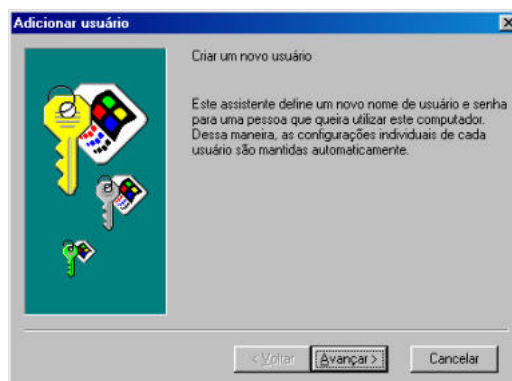 Adicionar usuário
Criar um novo usuário
Este assistente define um novo nome de usuário e senha
para uma pessoa que queira utilizar este computador.
Dessa maneira, as configurações individuais de cada
usuário são mantidas automaticamente.
< Voltar
Avançar >
Cancelar